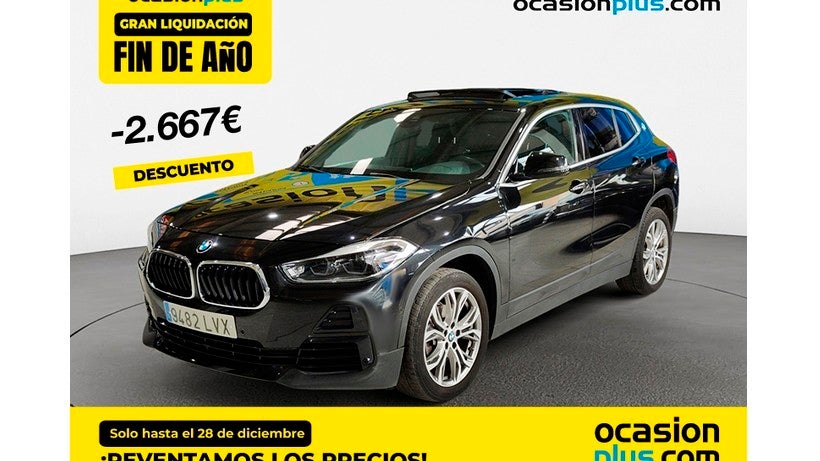 ocasionplus
GRAN LIQUIDACIÓN
FIN DE AÑO
ocasionplus.com
-2.667€
DESCUENTO
9482 LVX
Solo hasta el 28 de diciembre
¡REVENTAMOS LOS PRECIOS!
ocasion
plus.com